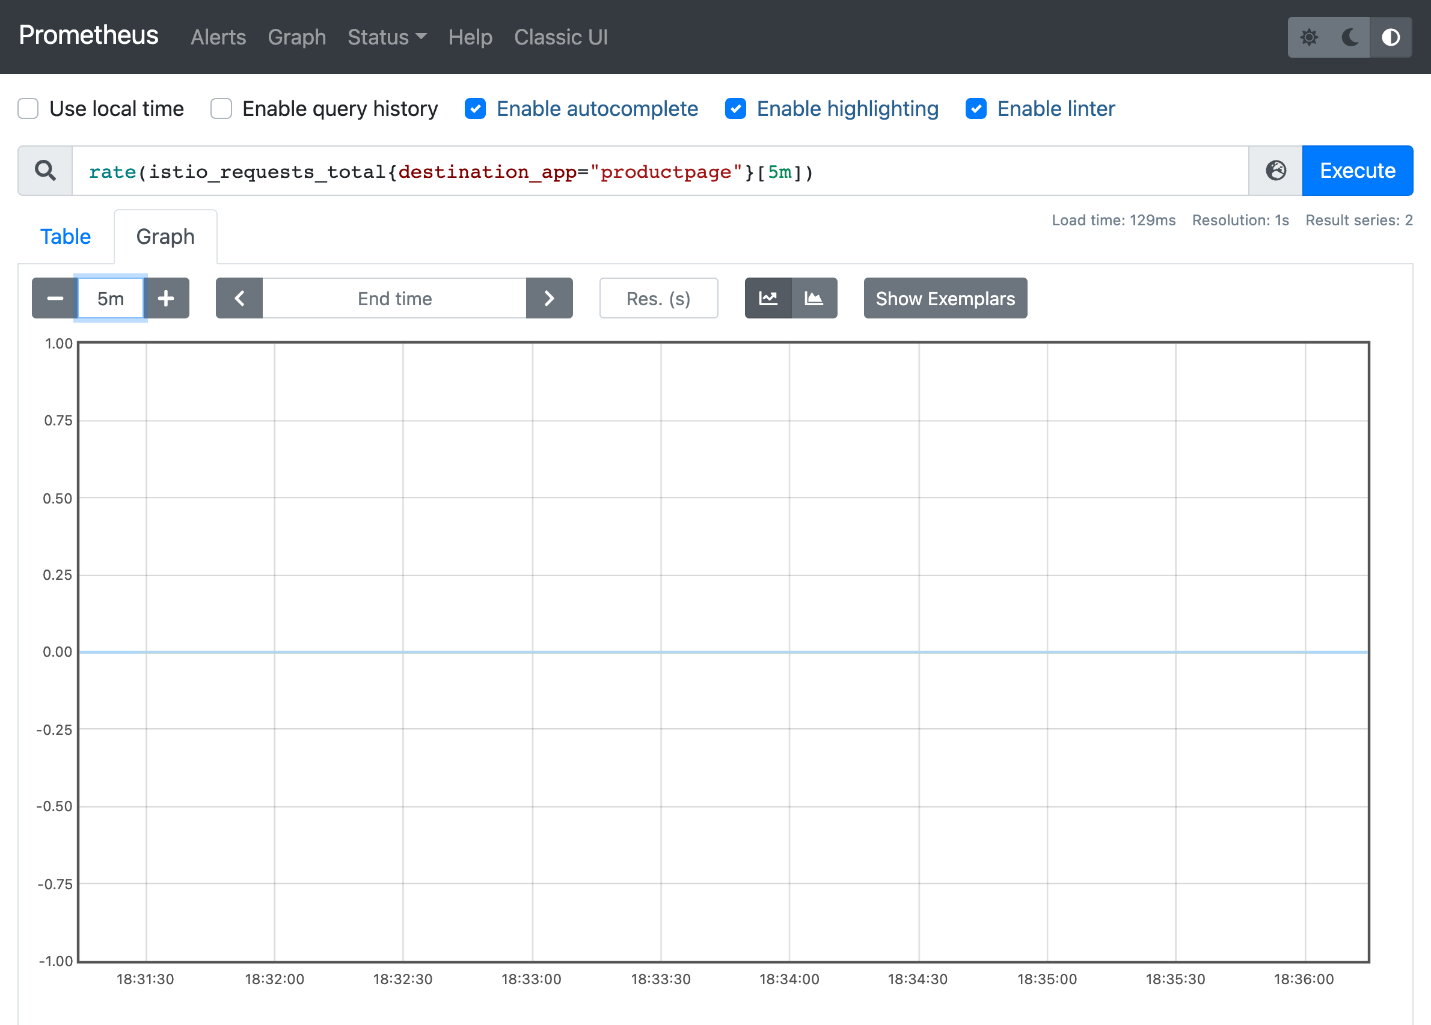 Prometheus Alerts Graph Status Help Classic UI
Use local time Enable query history Enable autocomplete Enable highlighting Enable linter
rate(istio_requests_total{destination_app="productpage"}[5m]) Execute
Load time: 129ms Resolution: 1s Result series: 2
Table Graph
5m End time Res. (s) Show Exemplars
1.00
0.75
0.50
0.25
0.00
-0.25
-0.50
-0.75
-1.00
18:31:30 18:32:00 18:32:30 18:33:00 18:33:30 18:34:00 18:34:30 18:35:00 18:35:30 18:36:00